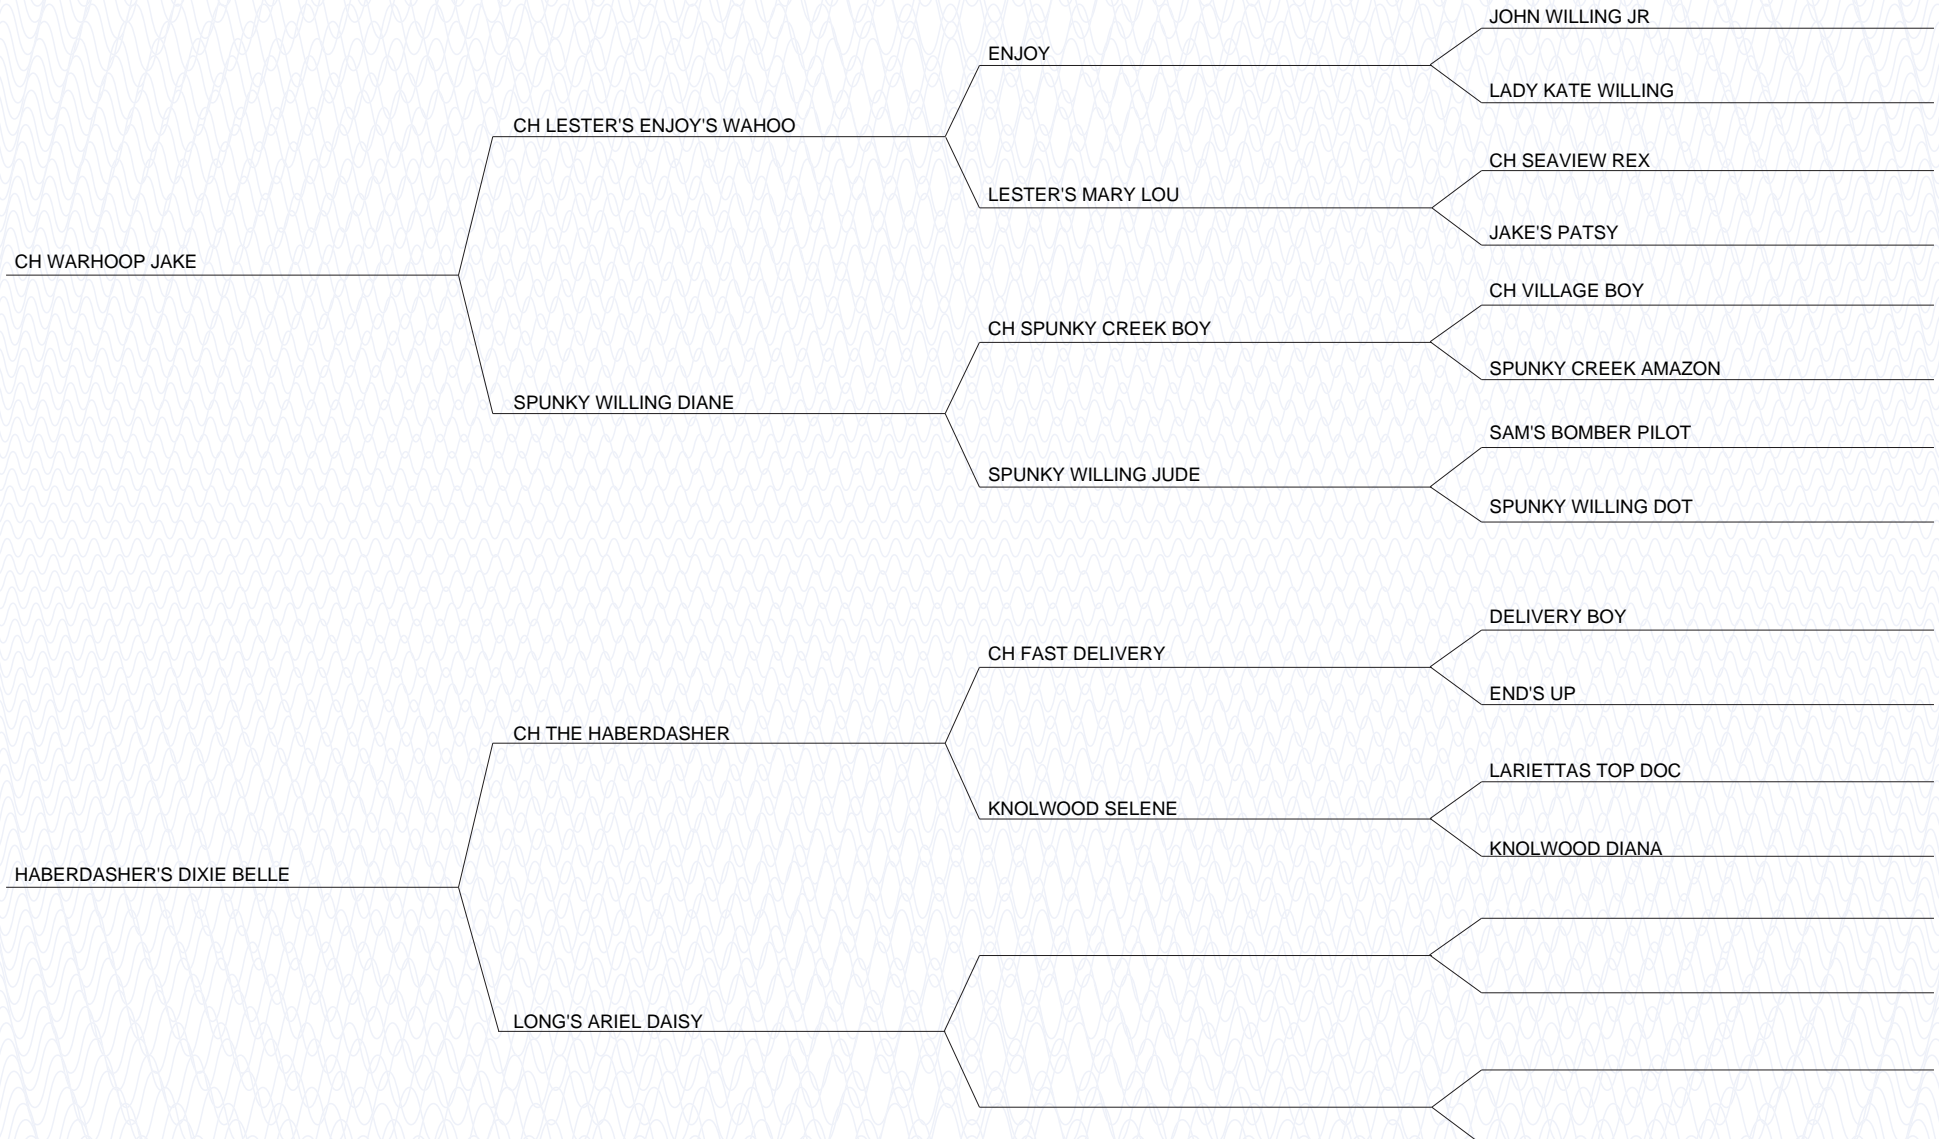 JOHN WILLING JR
ENJOY
LADY KATE WILLING
CH LESTER'S ENJOY'S WAHOO
CH SEAVIEW REX
LESTER'S MARY LOU
JAKE'S PATSY
CH WARHOOP JAKE
CH VILLAGE BOY
CH SPUNKY CREEK BOY
SPUNKY CREEK AMAZON
SPUNKY WILLING DIANE
SAM'S BOMBER PILOT
SPUNKY WILLING JUDE
SPUNKY WILLING DOT
DELIVERY BOY
CH FAST DELIVERY
END'S UP
CH THE HABERDASHER
LARIETTAS TOP DOC
KNOLWOOD SELENE
KNOLWOOD DIANA
HABERDASHER'S DIXIE BELLE
LONG'S ARIEL DAISY